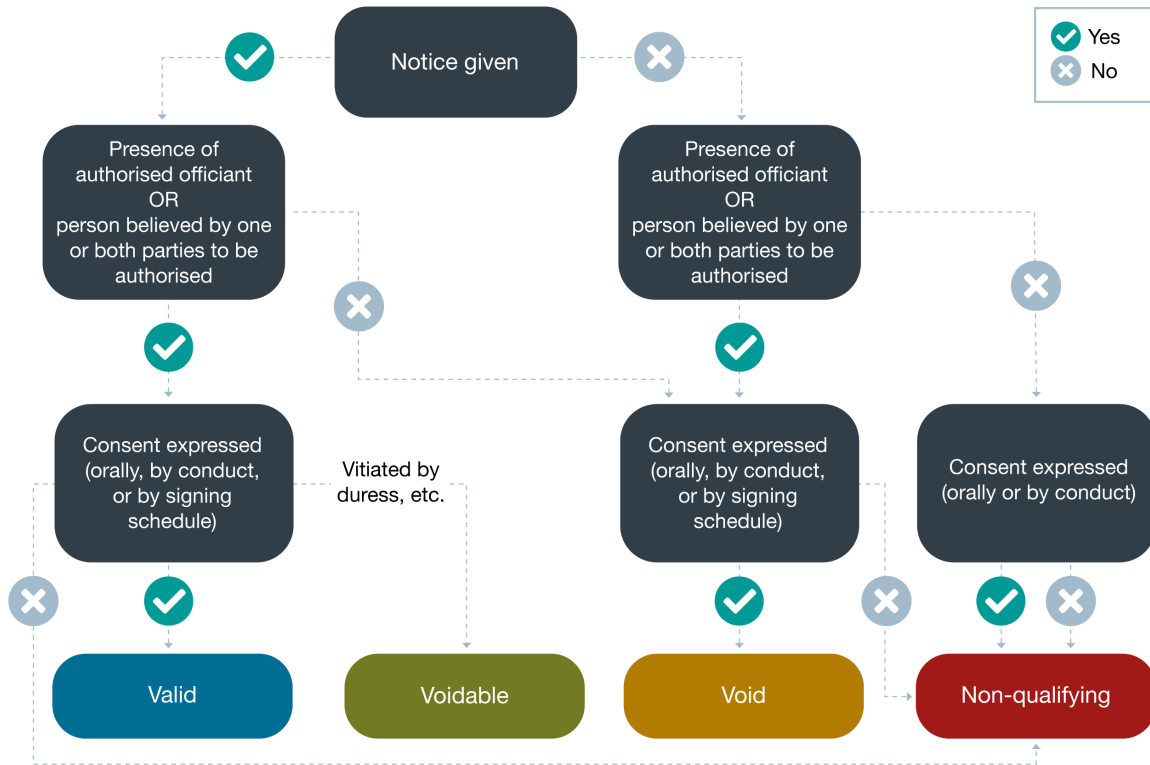 Notice given
Yes
No
Presence of
authorised officiant
OR
person believed by one
or both parties to be
authorised
Presence of
authorised officiant
OR
person believed by one
or both parties to be
authorised
Consent expressed
(orally, by conduct,
or by signing
schedule)
Vitiated by
duress, etc.
Consent expressed
(orally, by conduct,
or by signing
schedule)
Consent expressed
(orally or by conduct)
Valid
Voidable
Void
Non-qualifying